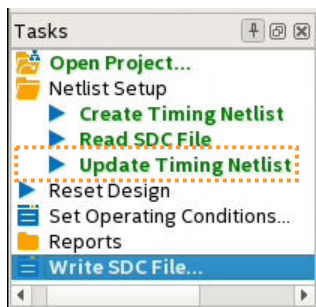 Tasks
Open Project...
Netlist Setup
Create Timing Netlist
Read SDC File
Update Timing Netlist
Reset Design
Set Operating Conditions...
Reports
Write SDC File...